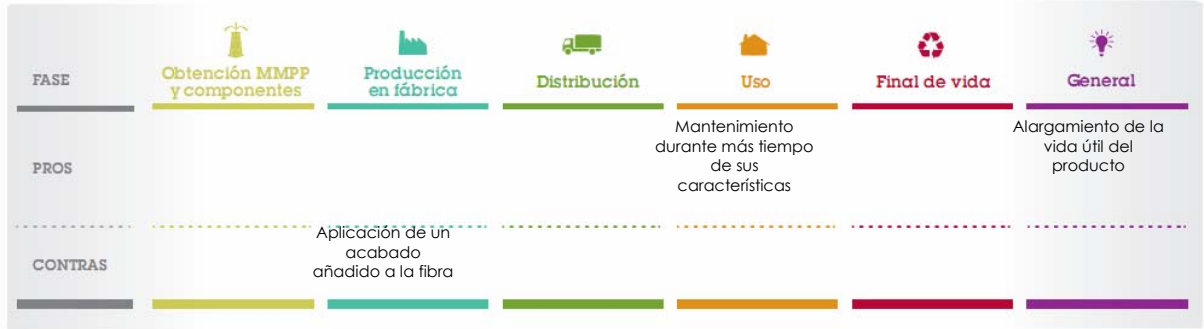 FASE
Obtención MMPP
y componentes
Producción
en fábrica
Distribución
Uso
Final de vida
General
PROS
Mantenimiento
durante más tiempo
de sus
características
Alargamiento de la
vida útil del
producto
CONTRAS
Aplicación de un
acabado
añadido a la fibra